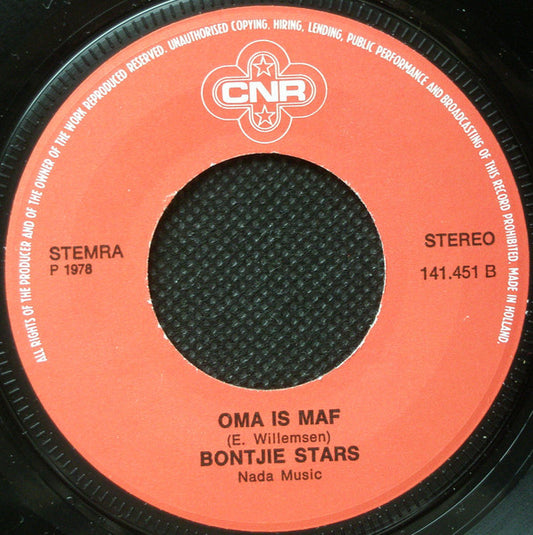 ALL RIGHTS OF THE PRODUCER AND OF THE OWNER OF THE WORK REPRODUCED RESERVED. UNAUTHORISED COPYING, HIRING, LENDING, PUBLIC PERFORMANCE AND BROADCASTING OF THIS RECORD PROHIBITED. MADE IN HOLLAND.
CNR
STEMRA
P 1978
STEREO
141.451 B
OMA IS MAF
(E. Willemsen)
BONTJIE STARS
Nada Music